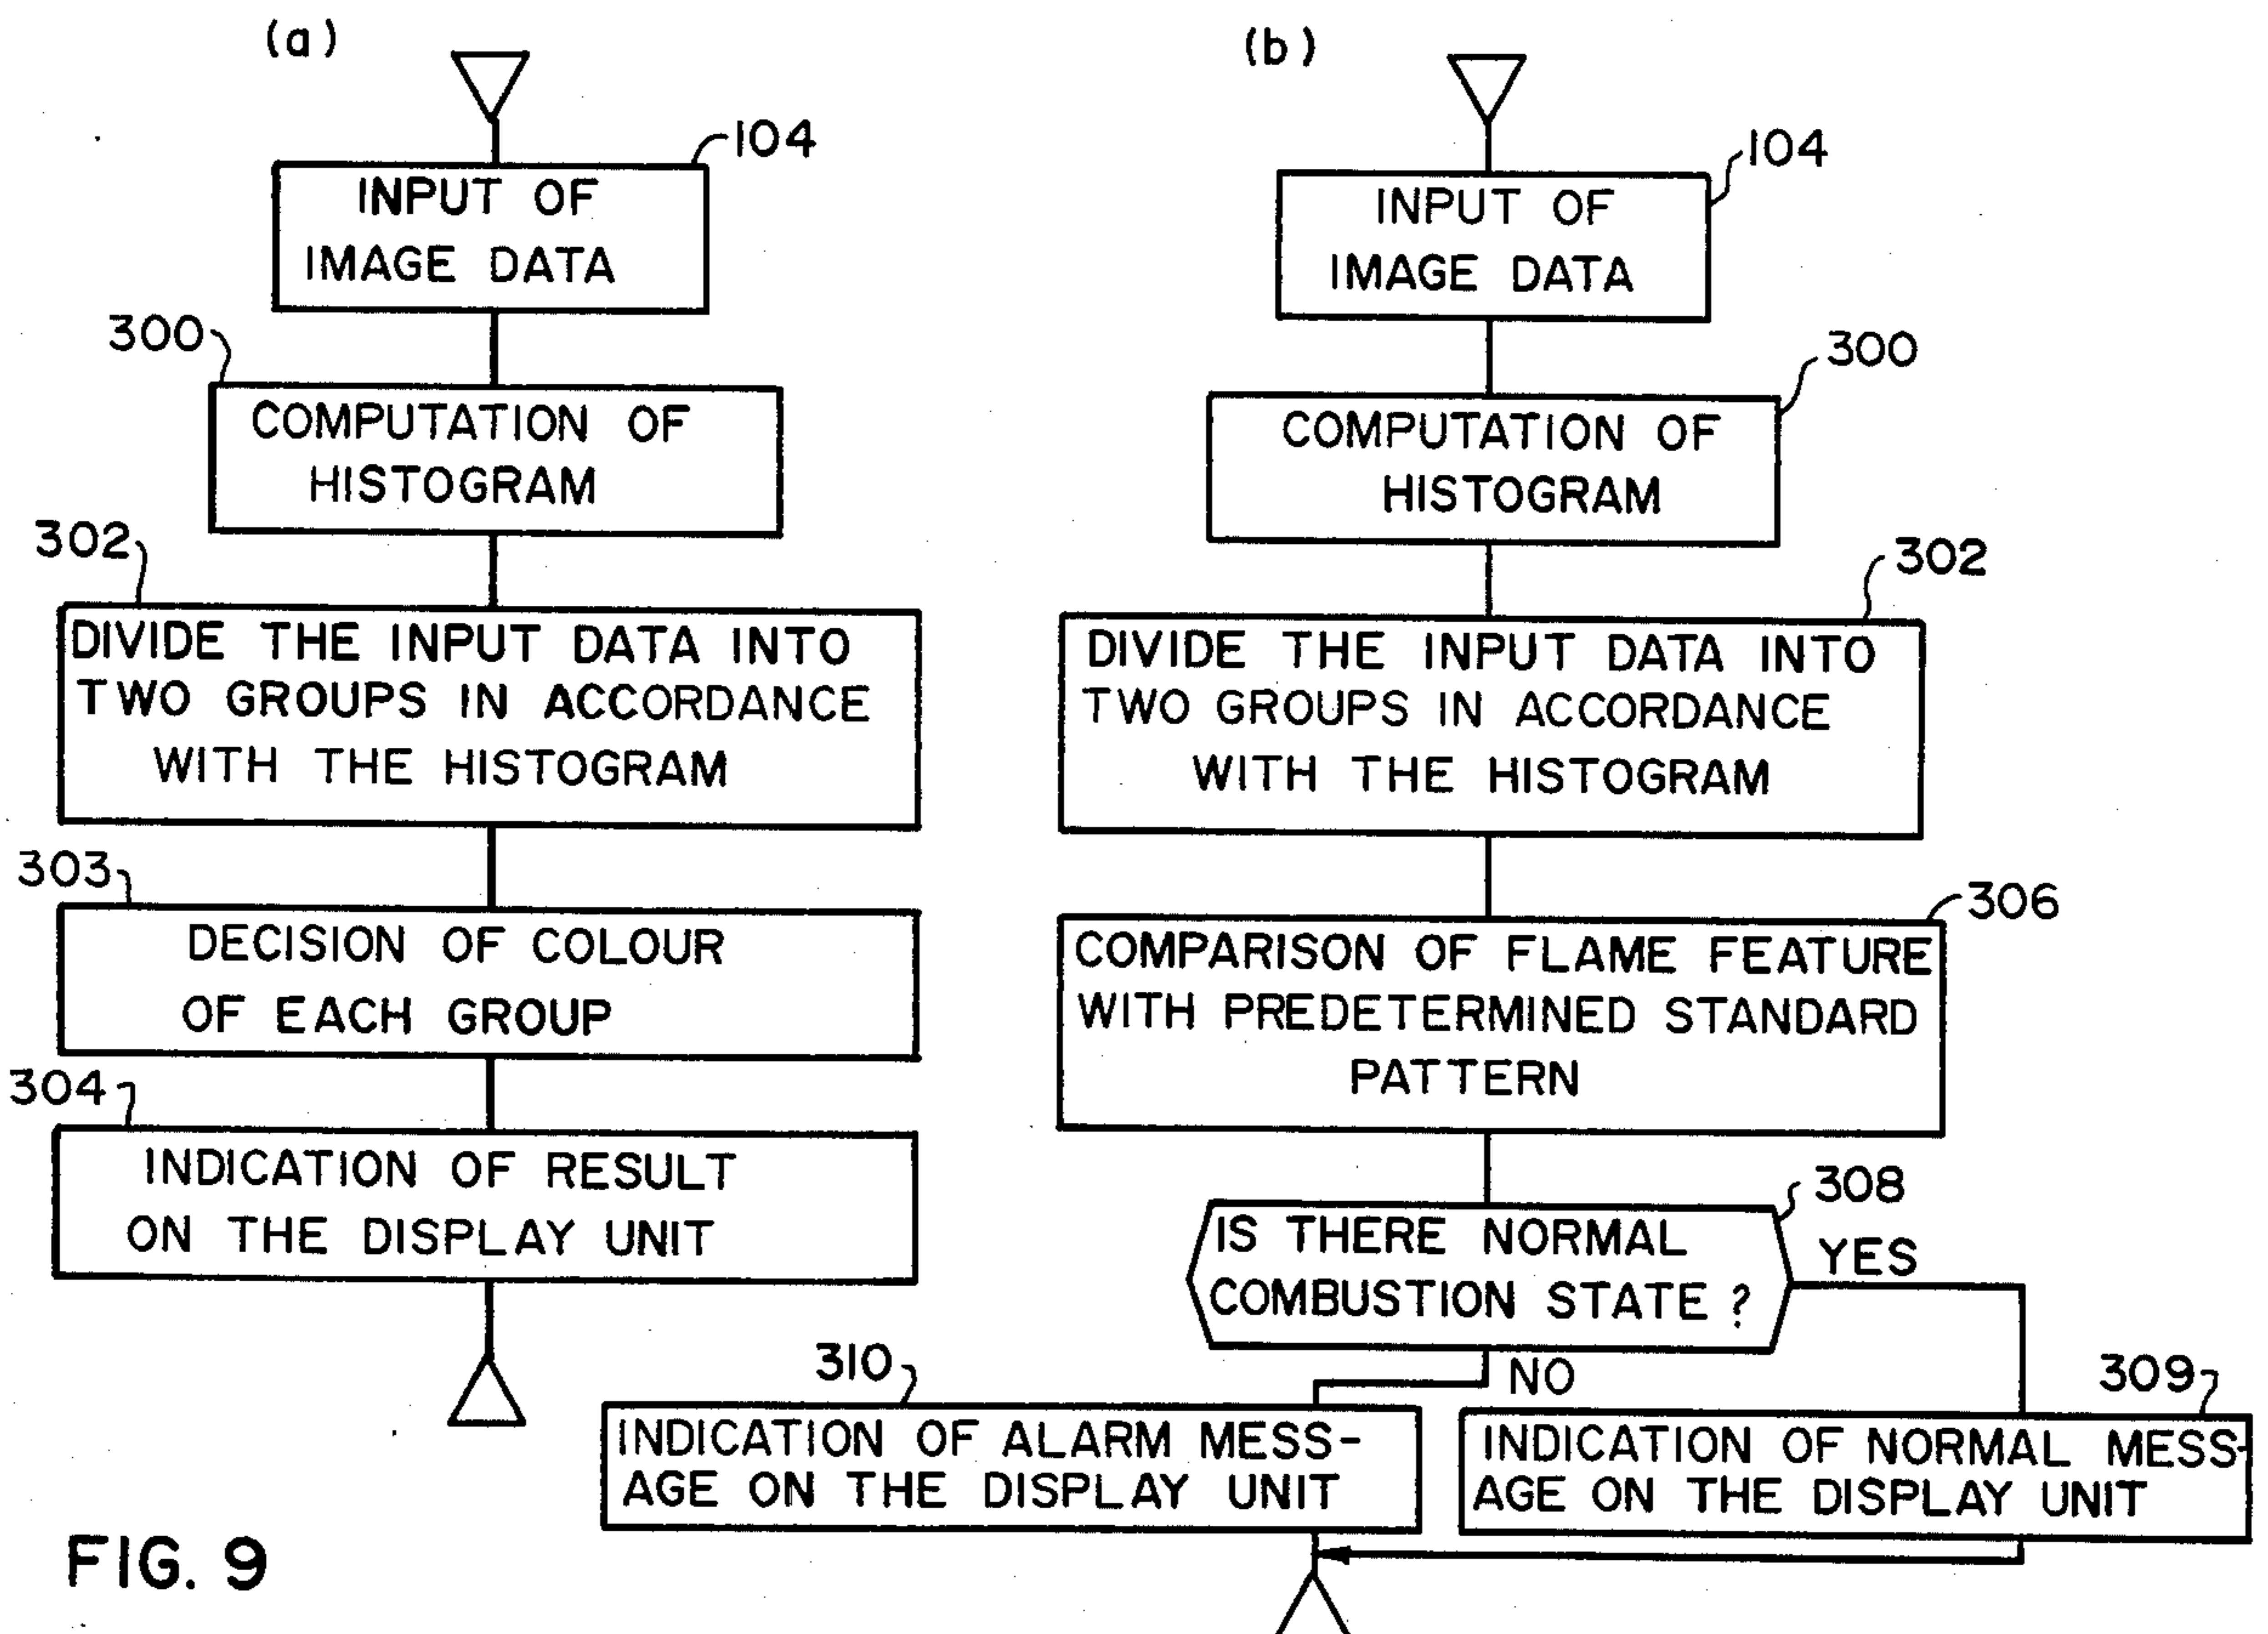 (a)
104
INPUT OF
IMAGE DATA
300
COMPUTATION OF
HISTOGRAM
302
DIVIDE THE INPUT DATA INTO
TWO GROUPS IN ACCORDANCE
WITH THE HISTOGRAM
303
DECISION OF COLOUR
OF EACH GROUP
304
INDICATION OF RESULT
ON THE DISPLAY UNIT
(b)
104
INPUT OF
IMAGE DATA
300
COMPUTATION OF
HISTOGRAM
302
DIVIDE THE INPUT DATA INTO
TWO GROUPS IN ACCORDANCE
WITH THE HISTOGRAM
306
COMPARISON OF FLAME FEATURE
WITH PREDETERMINED STANDARD
PATTERN
308
IS THERE NORMAL
COMBUSTION STATE ?
YES
NO
310
INDICATION OF ALARM MESS-
AGE ON THE DISPLAY UNIT
309
INDICATION OF NORMAL MESS-
AGE ON THE DISPLAY UNIT
FIG. 9